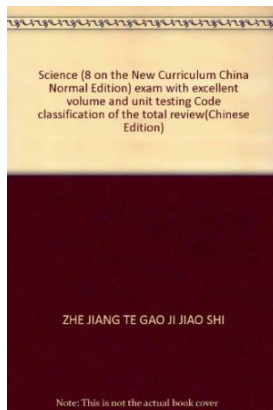 Science (8 on the New Curriculum China
Normal Edition) exam with excellent
volume and unit testing Code
classification of the total review(Chinese
Edition)
ZHE JIANG TE GAO JI JIAO SHI
Note: This is not the actual book cover